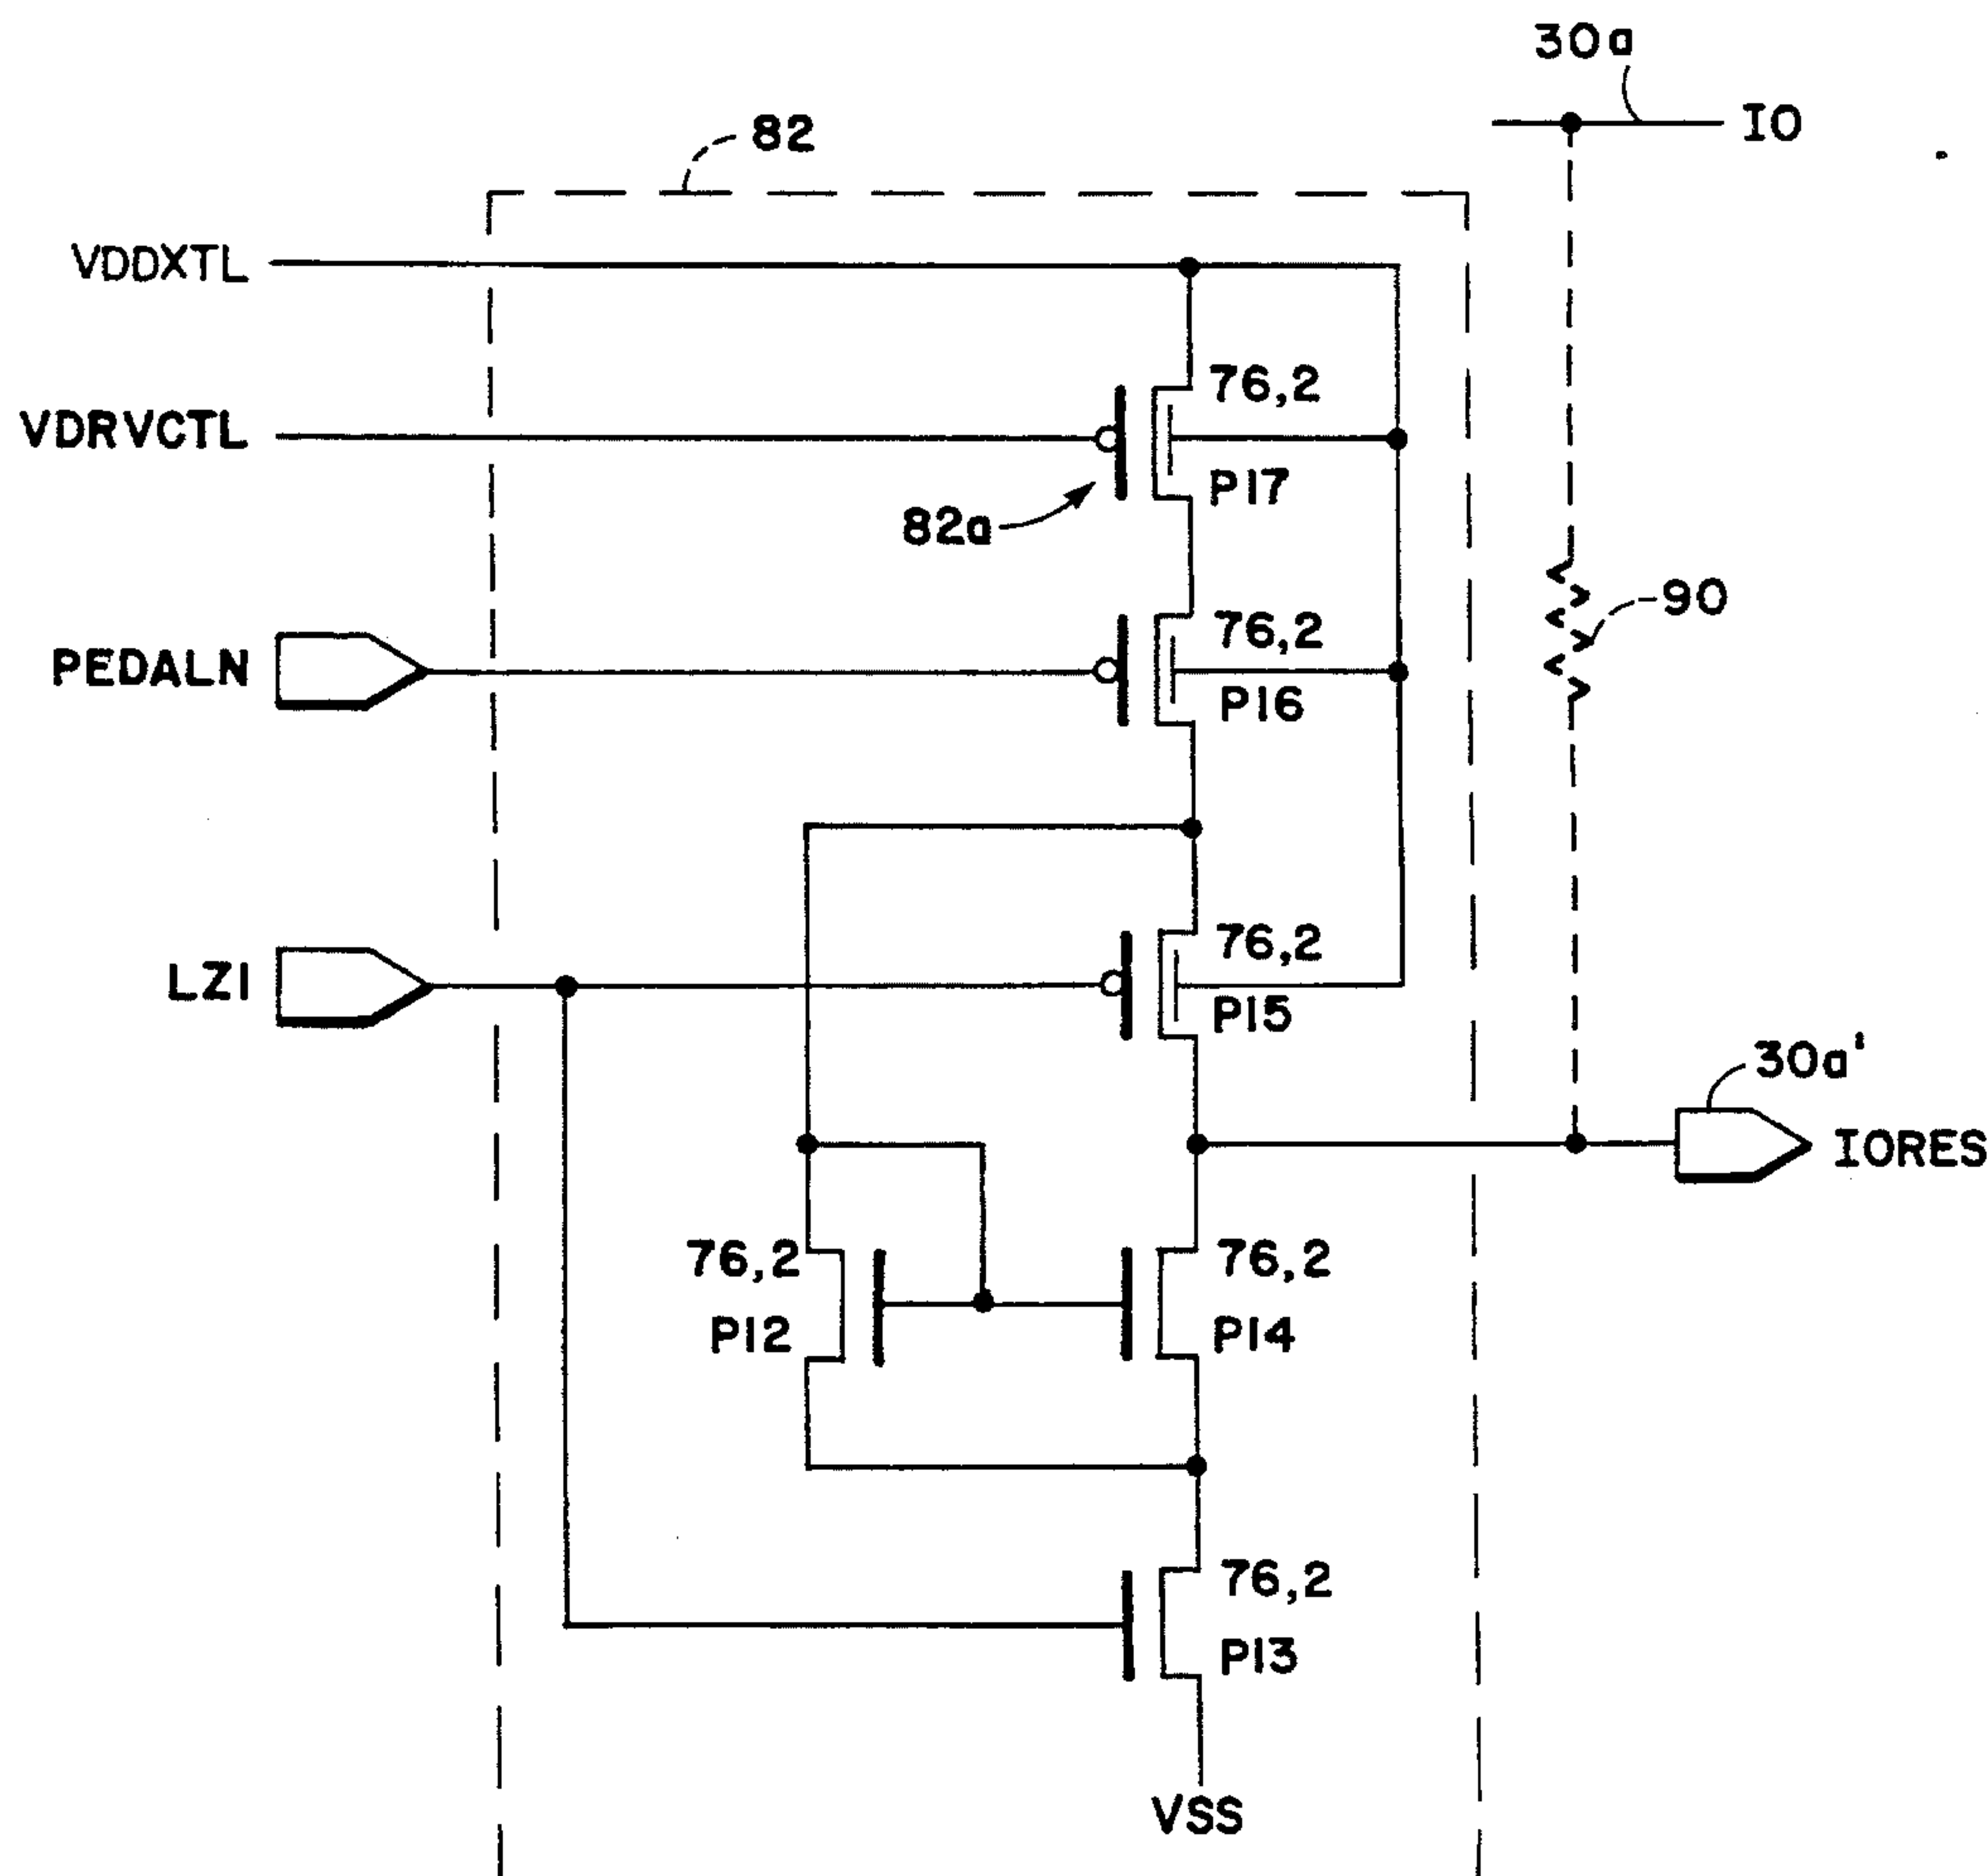 30a
IO
82
VDDXTL
76,2
VDRVCTL
P17
82a
76,2
90
PEDALN
P16
76,2
LZ1
P15
30a'
IORES
76,2
76,2
P12
P14
76,2
P13
VSS